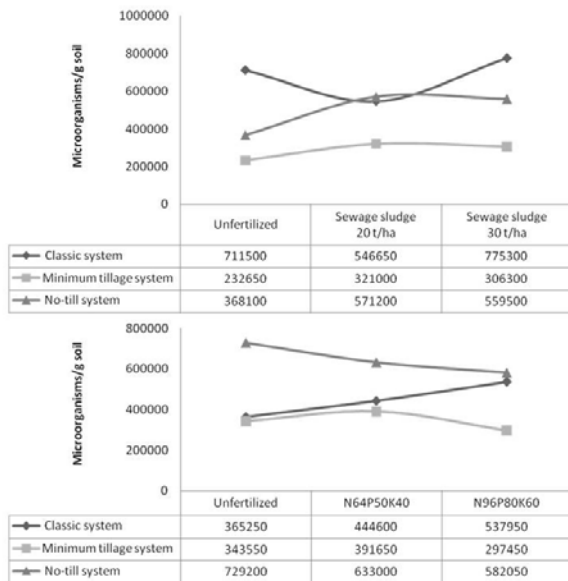 1000000
800000
600000
400000
200000
0
Microorganisms/g soil
Unfertilized Sewage sludge 20 t/ha Sewage sludge 30 t/ha
Classic system 711500 546650 775300
Minimum tillage system 232650 321000 306300
No-till system 368100 571200 559500
800000
600000
400000
200000
0
Microorganisms/g soil
Unfertilized N64P50K40 N96P80K60
Classic system 365250 444600 537950
Minimum tillage system 343550 391650 297450
No-till system 729200 633000 582050